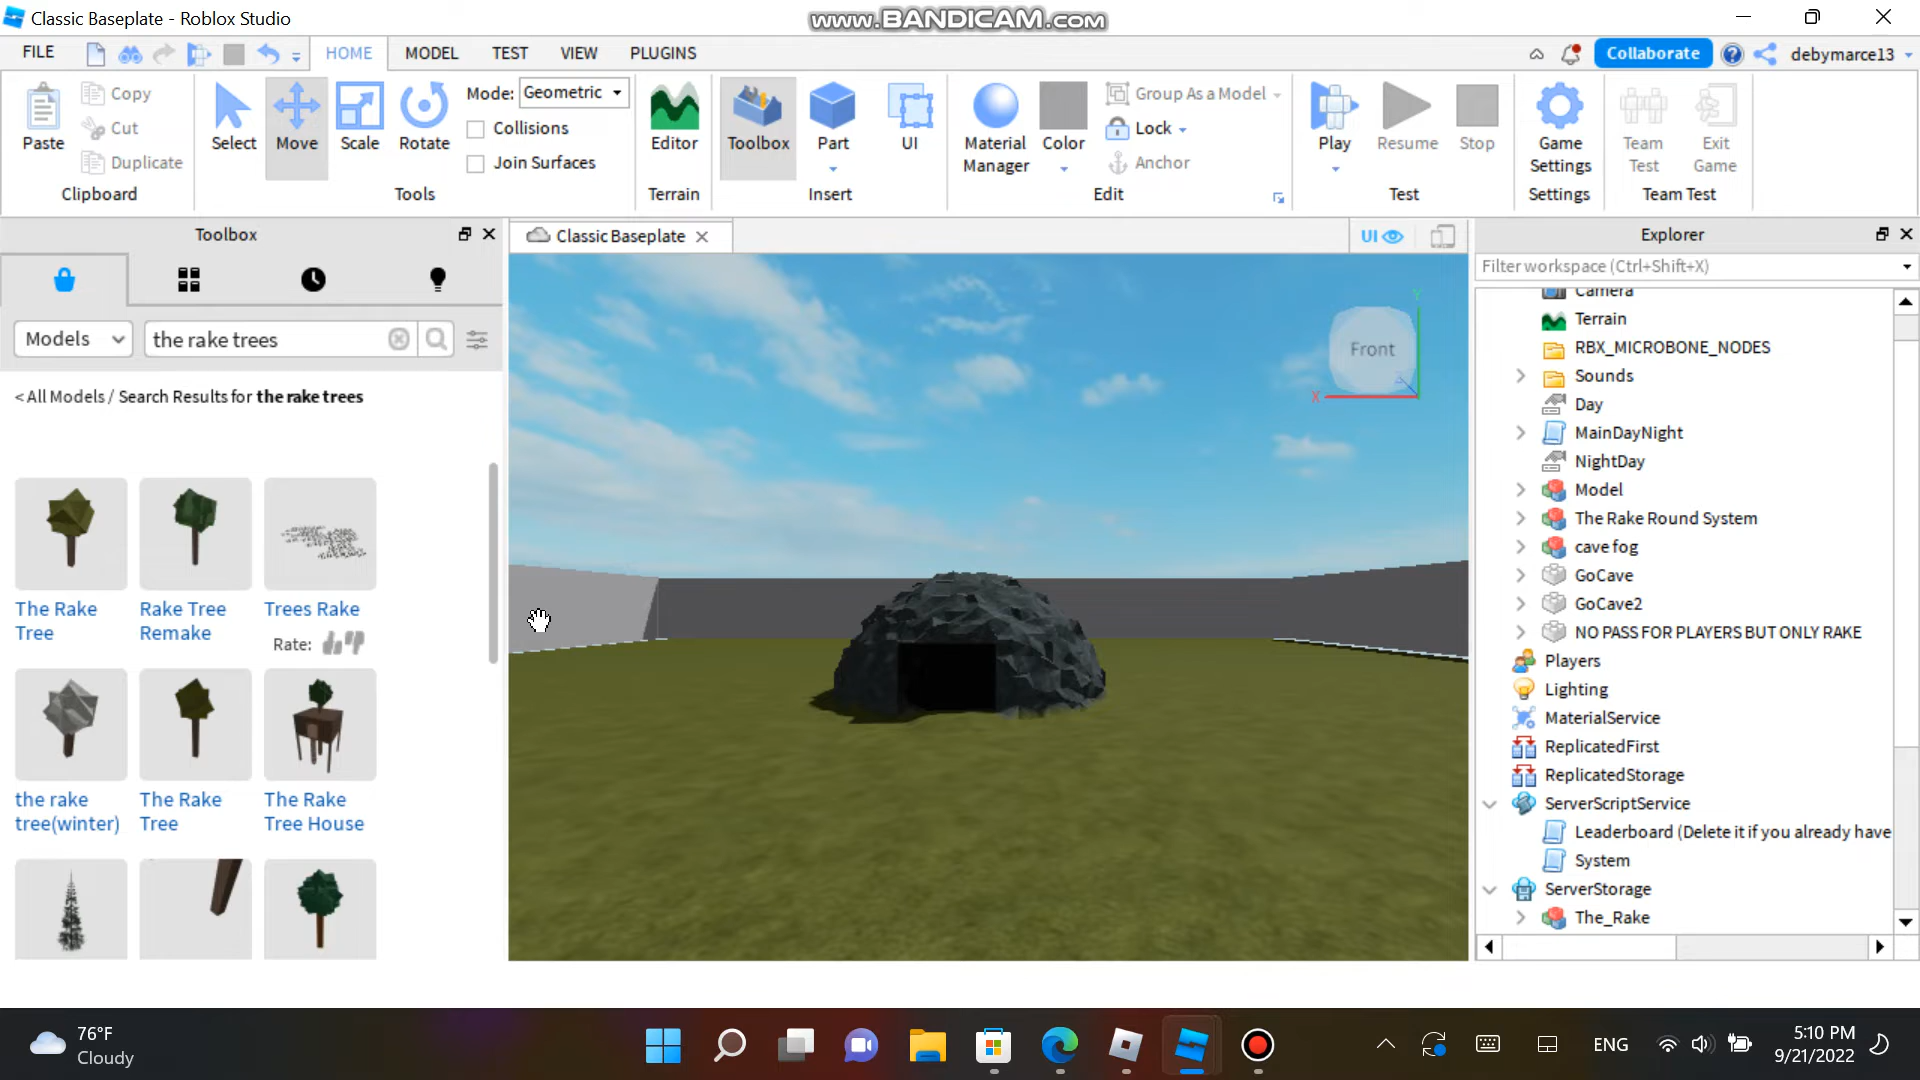 Classic Baseplate - Roblox Studio
www.BANDICAM.com
FILE
HOME
MODEL
TEST
VIEW
PLUGINS
Collaborate
debymarce13
Paste
Copy
Cut
Duplicate
Clipboard
Select
Move
Scale
Rotate
Mode: Geometric
Collisions
Join Surfaces
Tools
Editor
Terrain
Toolbox
Part
UI
Insert
Material
Manager
Color
Group As a Model
Lock
Anchor
Edit
Play
Resume
Stop
Test
Game
Settings
Settings
Team
Test
Exit
Game
Team Test
Toolbox
Models
the rake trees
< All Models / Search Results for the rake trees
The Rake
Tree
Rake Tree
Remake
Trees Rake
Rate:
the rake
tree(winter)
The Rake
Tree
The Rake
Tree House
Classic Baseplate
UI
Front
Y
X
Z
Explorer
Filter workspace (Ctrl+Shift+X)
Camera
Terrain
RBX_MICROBONE_NODES
Sounds
Day
MainDayNight
NightDay
Model
The Rake Round System
cave fog
GoCave
GoCave2
NO PASS FOR PLAYERS BUT ONLY RAKE
Players
Lighting
MaterialService
ReplicatedFirst
ReplicatedStorage
ServerScriptService
Leaderboard (Delete it if you already have
System
ServerStorage
The_Rake
76°F
Cloudy
ENG
5:10 PM
9/21/2022